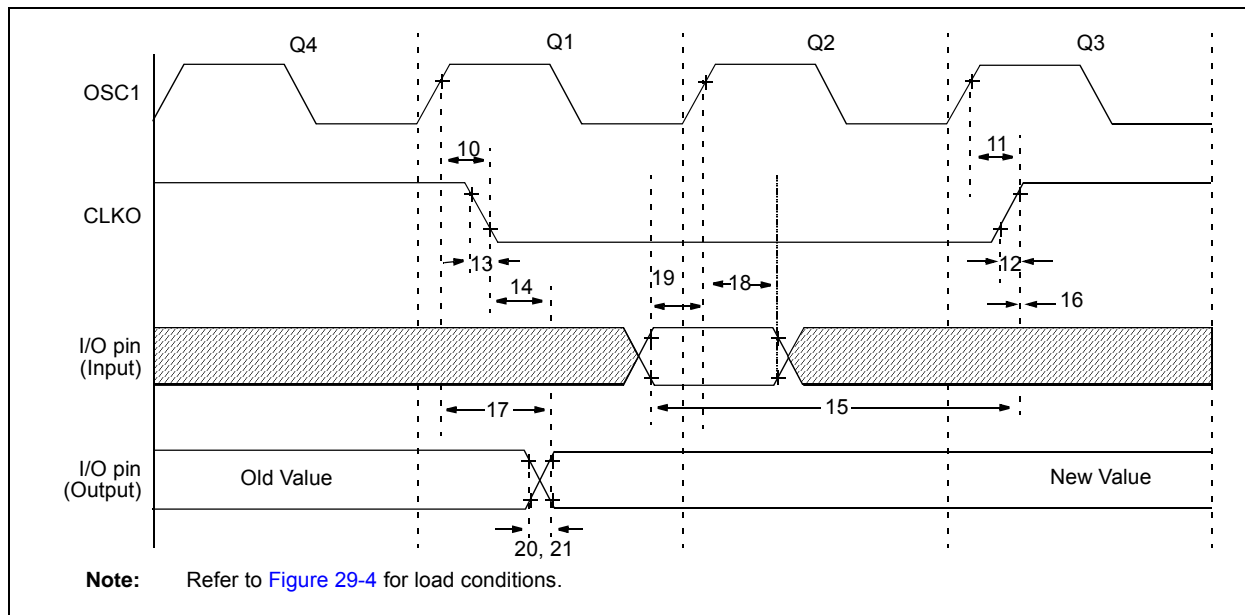 Q4 Q1 Q2 Q3
OSC1
10 11
CLKO
13 12
14 19 18 16
I/O pin
(Input)
17 15
I/O pin
(Output)
Old Value New Value
20, 21
Note: Refer to Figure 29-4 for load conditions.